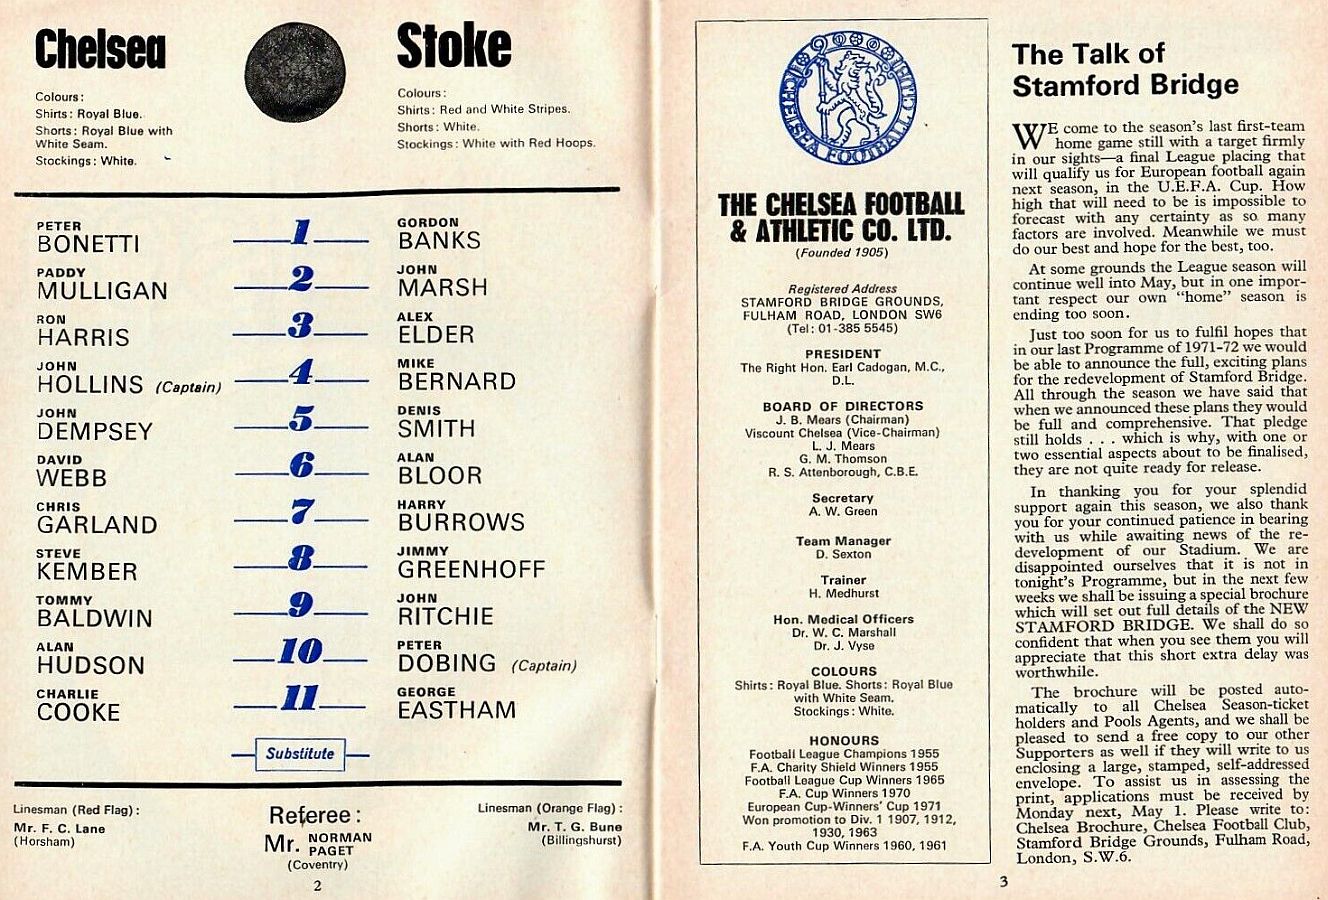 Chelsea
Colours:
Shirts: Royal Blue.
Shorts: Royal Blue with
White Seam.
Stockings: White.
Stoke
Colours:
Shirts: Red and White Stripes.
Shorts: White.
Stockings: White with Red Hoops.
PETER
BONETTI
1
GORDON
BANKS
PADDY
MULLIGAN
2
JOHN
MARSH
RON
HARRIS
3
ALEX
ELDER
JOHN
HOLLINS (Captain)
4
MIKE
BERNARD
JOHN
DEMPSEY
5
DENIS
SMITH
DAVID
WEBB
6
ALAN
BLOOR
CHRIS
GARLAND
7
HARRY
BURROWS
STEVE
KEMBER
8
JIMMY
GREENHOFF
TOMMY
BALDWIN
9
JOHN
RITCHIE
ALAN
HUDSON
10
PETER
DOBING (Captain)
CHARLIE
COOKE
11
GEORGE
EASTHAM
Substitute
Linesman (Red Flag):
Mr. F. C. Lane
(Horsham)
Referee:
Mr. NORMAN
PAGET
(Coventry)
Linesman (Orange Flag):
Mr. T. G. Bune
(Billingshurst)
2
CHELSEA FOOTBALL CLUB LTD
THE CHELSEA FOOTBALL
& ATHLETIC CO. LTD.
(Founded 1905)
Registered Address
STAMFORD BRIDGE GROUNDS,
FULHAM ROAD, LONDON SW6
(Tel: 01-385 5545)
PRESIDENT
The Right Hon. Earl Cadogan, M.C.,
D.L.
BOARD OF DIRECTORS
J. B. Mears (Chairman)
Viscount Chelsea (Vice-Chairman)
L. J. Mears
G. M. Thomson
R. S. Attenborough, C.B.E.
Secretary
A. W. Green
Team Manager
D. Sexton
Trainer
H. Medhurst
Hon. Medical Officers
Dr. W. C. Marshall
Dr. J. Vyse
COLOURS
Shirts: Royal Blue. Shorts: Royal Blue
with White Seam.
Stockings: White.
HONOURS
Football League Champions 1955
F.A. Charity Shield Winners 1955
Football League Cup Winners 1965
F.A. Cup Winners 1970
European Cup-Winners' Cup 1971
Won promotion to Div. 1 1907, 1912,
1930, 1963
F.A. Youth Cup Winners 1960, 1961
The Talk of
Stamford Bridge
WE come to the season's last first-team
home game still with a target firmly
in our sights—a final League placing that
will qualify us for European football again
next season, in the U.E.F.A. Cup. How
high that will need to be is impossible to
forecast with any certainty as so many
factors are involved. Meanwhile we must
do our best and hope for the best, too.
At some grounds the League season will
continue well into May, but in one impor-
tant respect our own "home" season is
ending too soon.
Just too soon for us to fulfil hopes that
in our last Programme of 1971-72 we would
be able to announce the full, exciting plans
for the redevelopment of Stamford Bridge.
All through the season we have said that
when we announced these plans they would
be full and comprehensive. That pledge
still holds . . . which is why, with one or
two essential aspects about to be finalised,
they are not quite ready for release.
In thanking you for your splendid
support again this season, we also thank
you for your continued patience in bearing
with us while awaiting news of the re-
development of our Stadium. We are
disappointed ourselves that it is not in
tonight's Programme, but in the next few
weeks we shall be issuing a special brochure
which will set out full details of the NEW
STAMFORD BRIDGE. We shall do so
confident that when you see them you will
appreciate that this short extra delay was
worthwhile.
The brochure will be posted auto-
matically to all Chelsea Season-ticket
holders and Pools Agents, and we shall be
pleased to send a free copy to our other
Supporters as well if they will write to us
enclosing a large, stamped, self-addressed
envelope. To assist us in assessing the
print, applications must be received by
Monday next, May 1. Please write to:
Chelsea Brochure, Chelsea Football Club,
Stamford Bridge Grounds, Fulham Road,
London, S.W.6.
3